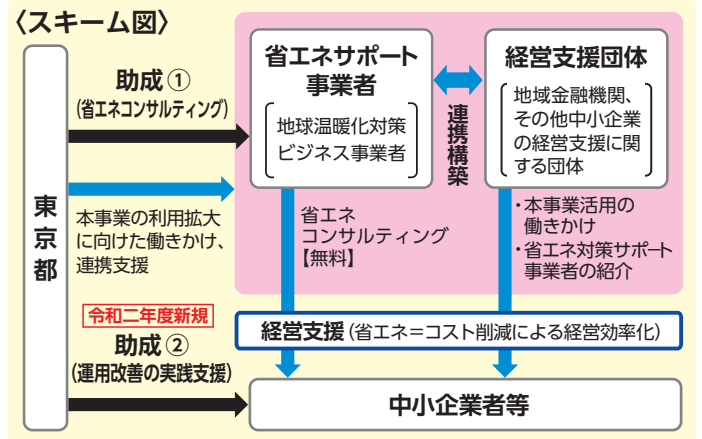 〈スキーム図〉
東京都
助成①
(省エネコンサルティング)
本事業の利用拡大
に向けた働きかけ、
連携支援
令和二年度新規
助成②
(運用改善の実践支援)
省エネサポート
事業者
地球温暖化対策
ビジネス事業者
連携構築
経営支援団体
地域金融機関、
その他中小企業
の経営支援に関
する団体
省エネ
コンサルティング
【無料】
・本事業活用の
働きかけ
・省エネ対策サポート
事業者の紹介
経営支援(省エネ=コスト削減による経営効率化)
中小企業者等